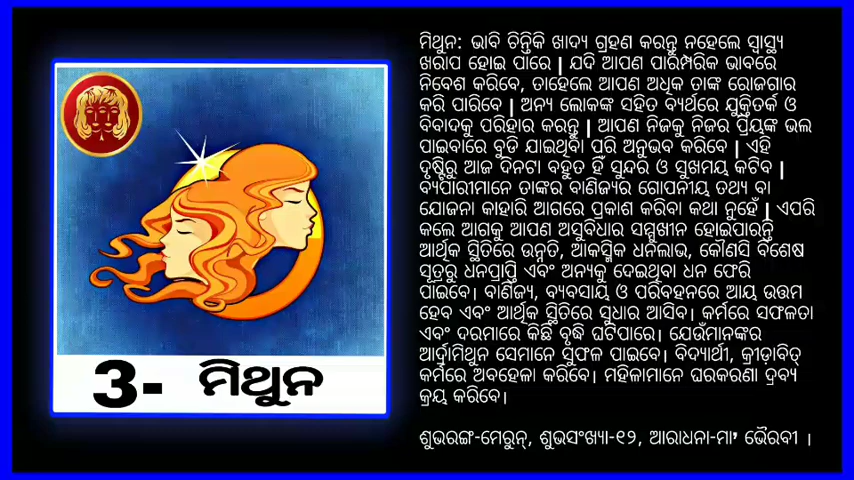 ମିଥୁନ: ଭାବି ଚିନ୍ତିକି ଖାଦ୍ୟ ଗ୍ରହଣ କରନ୍ତୁ ନହେଲେ ସ୍ୱାସ୍ଥ୍ୟ
ଖରାପ ହୋଇ ପାରେ | ଯଦି ଆପଣ ପାରମ୍ପରିକ ଭାବରେ
ନିବେଶ କରିବେ, ତାହେଲେ ଆପଣ ଅଧିକ ତାଙ୍କ ରୋଜଗାର
କରି ପାରିବେ | ଅନ୍ୟ ଲୋକଙ୍କ ସହିତ ବ୍ୟର୍ଥରେ ଯୁକ୍ତିତର୍କ ଓ
ବିବାଦକୁ ପରିହାର କରନ୍ତୁ | ଆପଣ ନିଜକୁ ନିଜର ପ୍ରିୟଙ୍କ ଭଲ
ପାଇବାରେ ବୁଡି ଯାଇଥିବା ପରି ଅନୁଭବ କରିବେ | ଏହି
ଦୃଷ୍ଟିରୁ ଆଜ ଦିନଟା ବହୁତ ହିଁ ସୁନ୍ଦର ଓ ସୁଖମୟ କଟିବ |
ବ୍ୟପାରୀମାନେ ତାଙ୍କର ବାଣିଜ୍ୟର ଗୋପନୀୟ ତଥ୍ୟ ବା
ଯୋଜନା କାହାରି ଆଗରେ ପ୍ରକାଶ କରିବା କଥା ନୁହେଁ | ଏପରି
କଲେ ଆଗକୁ ଆପଣ ଅସୁବିଧାର ସମ୍ମୁଖୀନ ହୋଇପାରନ୍ତି
ଆର୍ଥିକ ସ୍ଥିତିରେ ଉନ୍ନତି, ଆକସ୍ମିକ ଧନଲାଭ, କୌଣସି ବିଶେଷ
ସୂତ୍ରରୁ ଧନପ୍ରାପ୍ତି ଏବଂ ଅନ୍ୟକୁ ଦେଇଥିବା ଧନ ଫେରି
ପାଇବେ। ବାଣିଜ୍ୟ, ବ୍ୟବସାୟ ଓ ପରିବହନରେ ଆୟ ଉତ୍ତମ
ହେବ ଏବଂ ଆର୍ଥିକ ସ୍ଥିତିରେ ସୁଧାର ଆସିବ। କର୍ମରେ ସଫଳତା
ଏବଂ ଦରମାରେ କିଛି ବୃଦ୍ଧି ଘଟିପାରେ। ଯେଉଁମାନଙ୍କର
ଆର୍ଦ୍ରାମିଥୁନ ସେମାନେ ସୁଫଳ ପାଇବେ। ବିଦ୍ୟାର୍ଥୀ, କ୍ରୀଡ଼ାବିତ୍
କର୍ମରେ ଅବହେଳା କରିବେ। ମହିଳାମାନେ ଘରକରଣା ଦ୍ରବ୍ୟ
କ୍ରୟ କରିବେ।
ଶୁଭରଙ୍ଗ-ମେରୁନ୍, ଶୁଭସଂଖ୍ୟା-୧୨, ଆରାଧନା-ମା' ଭୈରବୀ ।
3- ମିଥୁନ